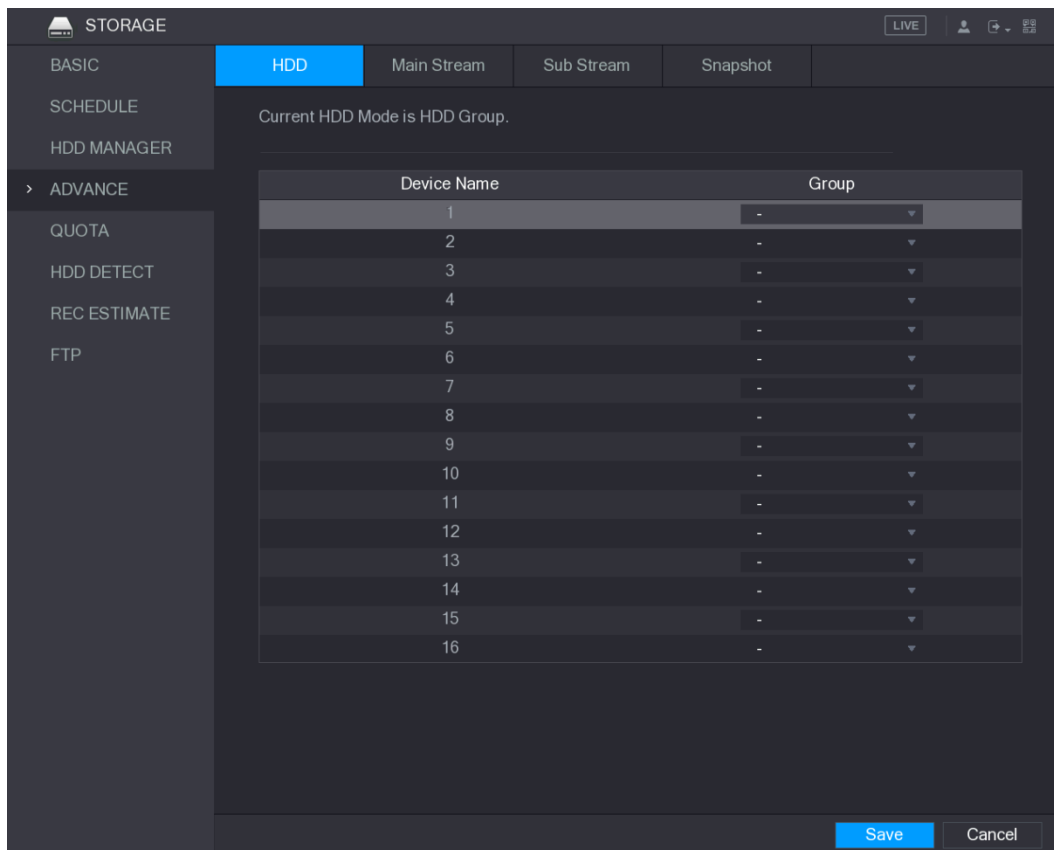 STORAGE
LIVE
BASIC
SCHEDULE
HDD MANAGER
ADVANCE
QUOTA
HDD DETECT
REC ESTIMATE
FTP
HDD Main Stream Sub Stream Snapshot
Current HDD Mode is HDD Group.
Device Name Group
1 -
2 -
3 -
4 -
5 -
6 -
7 -
8 -
9 -
10 -
11 -
12 -
13 -
14 -
15 -
16 -
Save Cancel